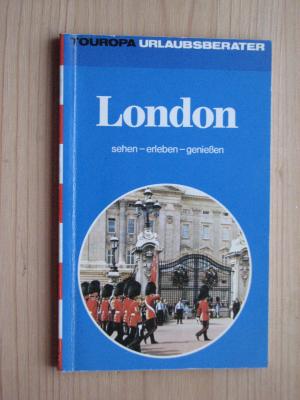 TOUROPA URLAUBSBERATER
London
sehen – erleben – genießen